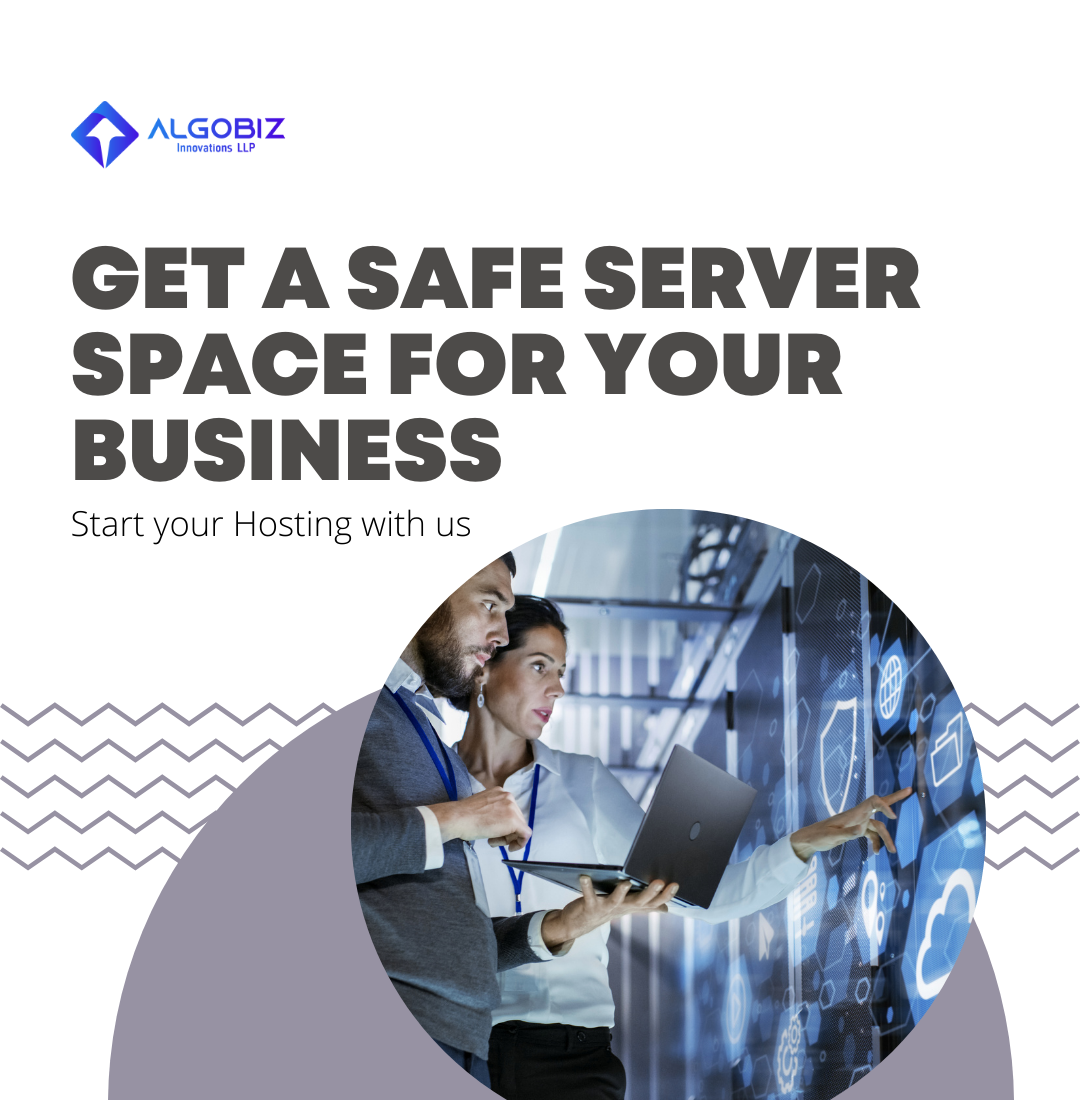 ALGOBIZ
Innovations LLP
GET A SAFE SERVER
SPACE FOR YOUR
BUSINESS
Start your Hosting with us